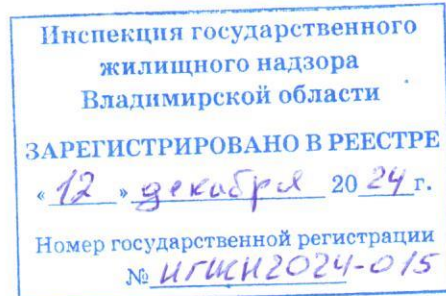 Инспекция государственного
жилищного надзора
Владимирской области
ЗАРЕГИСТРИРОВАНО В РЕЕСТРЕ
«12» декабря 2024 г.
Номер государственной регистрации
№ ИГЖН2024-015